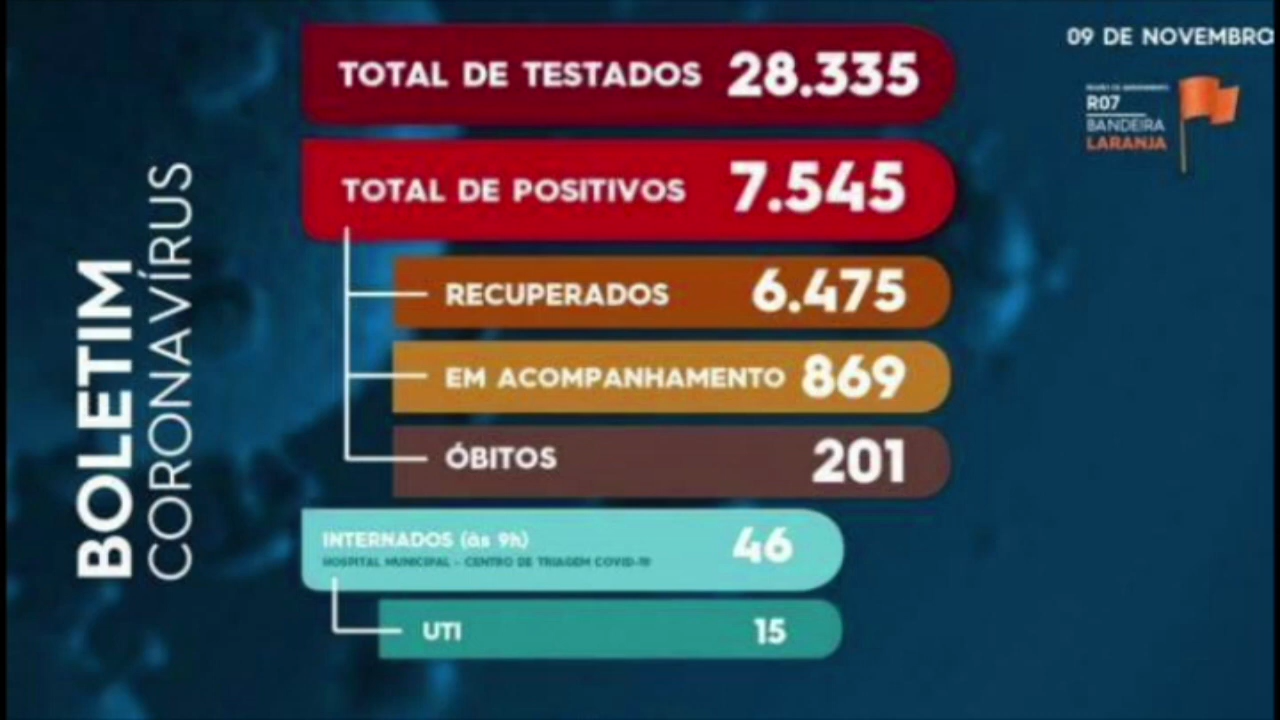 09 DE NOVEMBRO
R07
BANDEIRA
LARANJA
BOLETIM
CORONAVÍRUS
TOTAL DE TESTADOS 28.335
TOTAL DE POSITIVOS 7.545
RECUPERADOS 6.475
EM ACOMPANHAMENTO 869
ÓBITOS 201
INTERNADOS (às 9h) 46
HOSPITAL MUNICIPAL - CENTRO DE TRIAGEM COVID-19
UTI 15